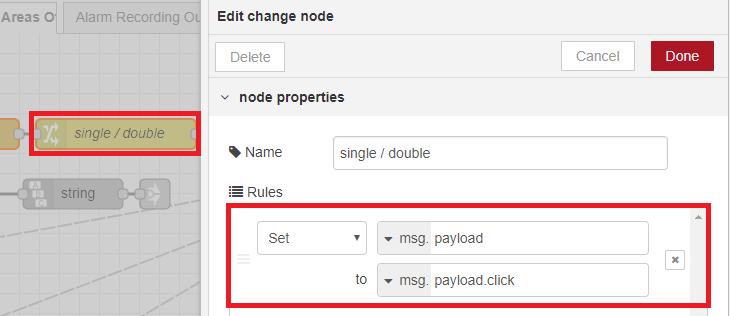 Areas O
Alarm Recording Ou
single / double
string
Edit change node
Delete
Cancel
Done
node properties
Name
single / double
Rules
Set
msg. payload
to
msg. payload.click